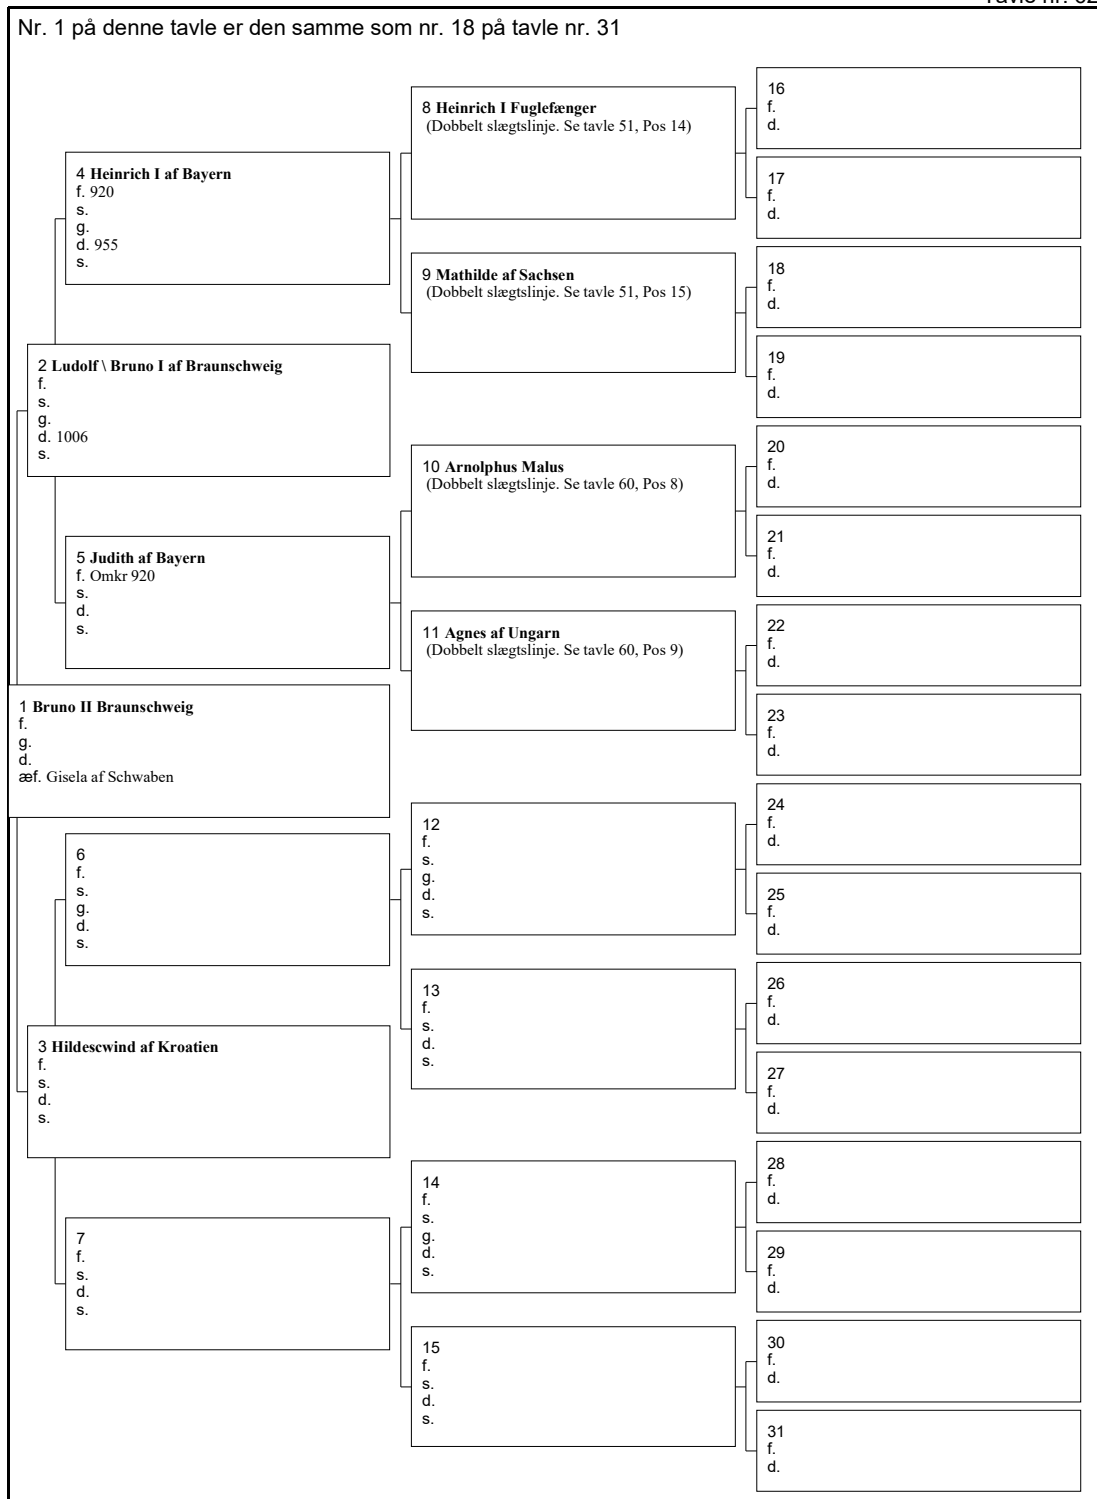 Nr. 1 på denne tavle er den samme som nr. 18 på tavle nr. 31
16
f.
d.
8 Heinrich I Fuglefænger
(Dobbelt slægtslinje. Se tavle 51, Pos 14)
17
f.
d.
4 Heinrich I af Bayern
f. 920
s.
g.
d. 955
s.
18
f.
d.
9 Mathilde af Sachsen
(Dobbelt slægtslinje. Se tavle 51, Pos 15)
19
f.
d.
2 Ludolf \ Bruno I af Braunschweig
f.
s.
g.
d. 1006
s.
20
f.
d.
10 Arnolphus Malus
(Dobbelt slægtslinje. Se tavle 60, Pos 8)
21
f.
d.
5 Judith af Bayern
f. Omkr 920
s.
d.
s.
22
f.
d.
11 Agnes af Ungarn
(Dobbelt slægtslinje. Se tavle 60, Pos 9)
23
f.
d.
1 Bruno II Braunschweig
f.
g.
d.
æf. Gisela af Schwaben
24
f.
d.
12
f.
s.
g.
d.
s.
25
f.
d.
6
f.
s.
g.
d.
s.
26
f.
d.
13
f.
s.
d.
s.
27
f.
d.
3 Hildescwind af Kroatien
f.
s.
d.
s.
28
f.
d.
14
f.
s.
g.
d.
s.
29
f.
d.
7
f.
s.
d.
s.
30
f.
d.
15
f.
s.
d.
s.
31
f.
d.